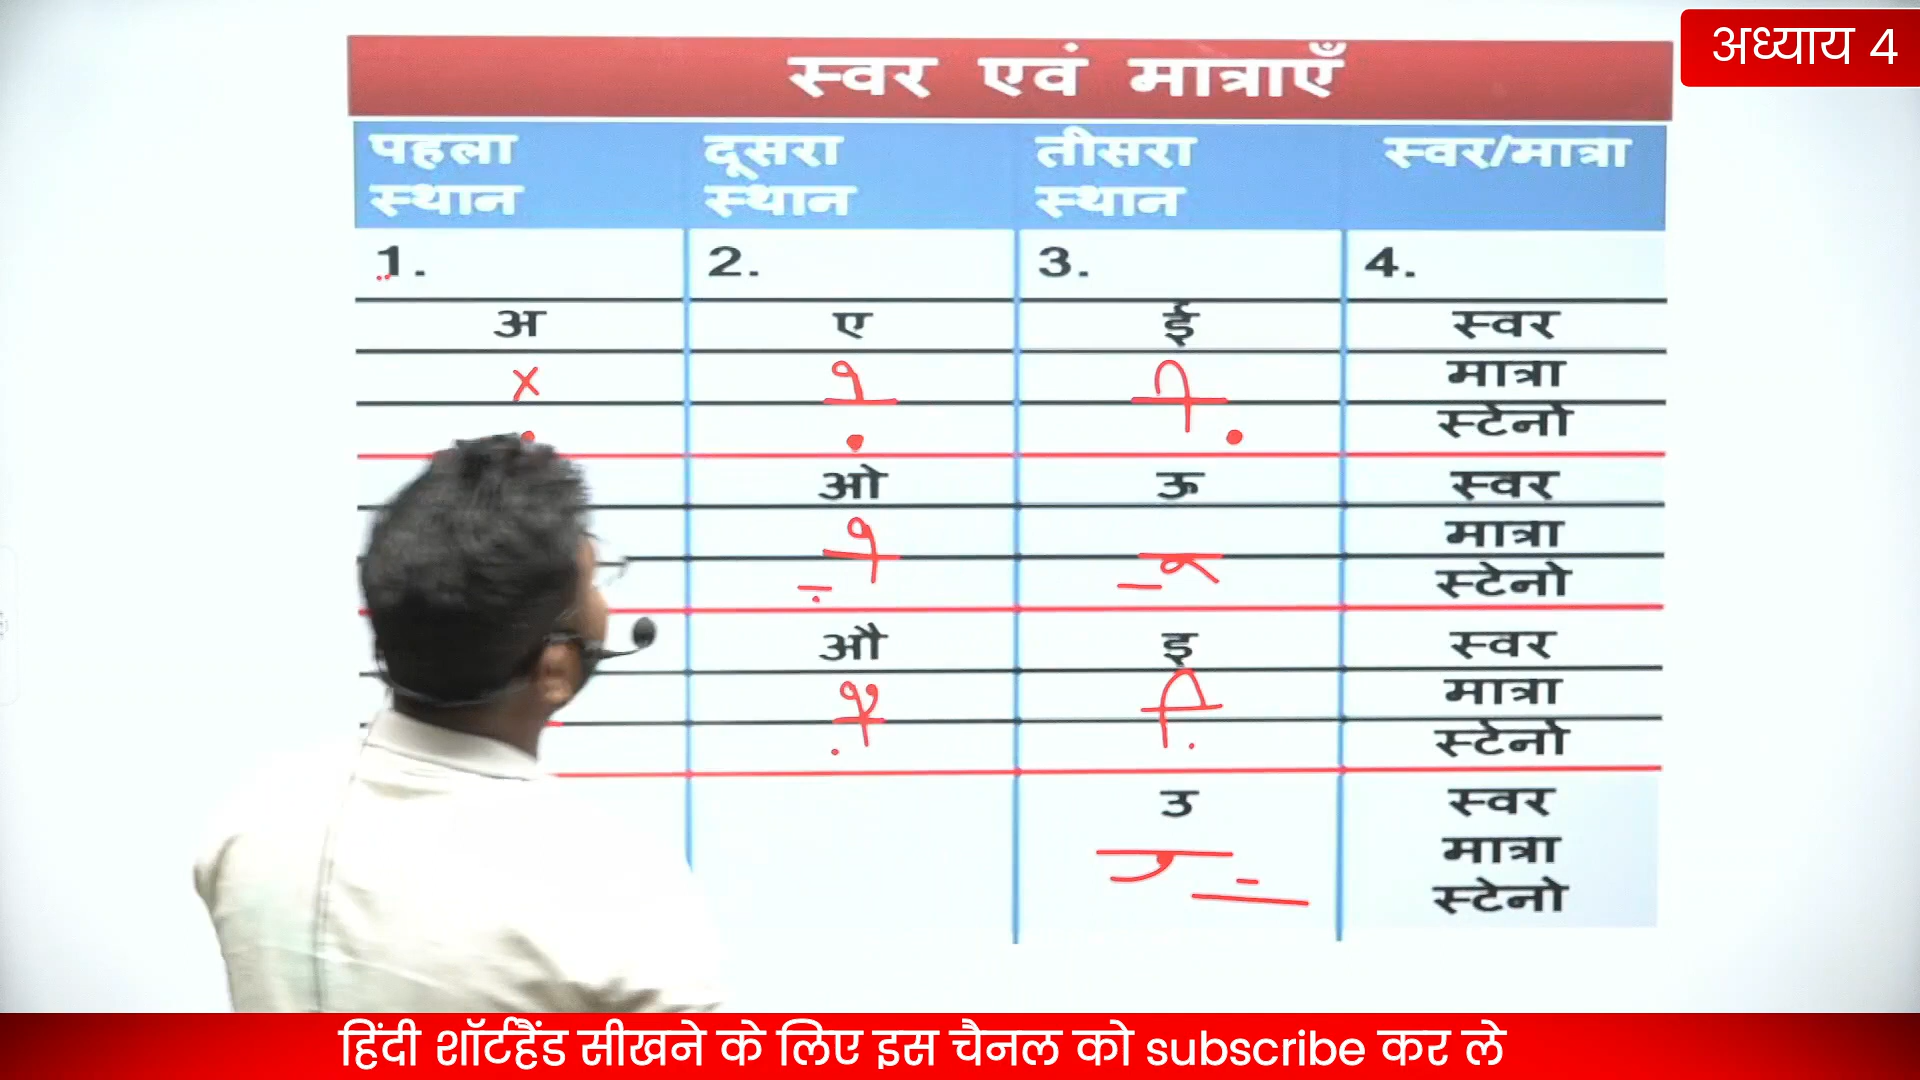 अध्याय 4
स्वर एवं मात्राएँ
पहला स्थान दूसरा स्थान तीसरा स्थान स्वर/मात्रा
1. 2. 3. 4.
अ ए ई स्वर
मात्रा
स्टेनो
ओ ऊ स्वर
मात्रा
स्टेनो
औ इ स्वर
मात्रा
स्टेनो
उ स्वर
मात्रा
स्टेनो
हिंदी शॉर्टहैंड सीखने के लिए इस चैनल को subscribe कर ले